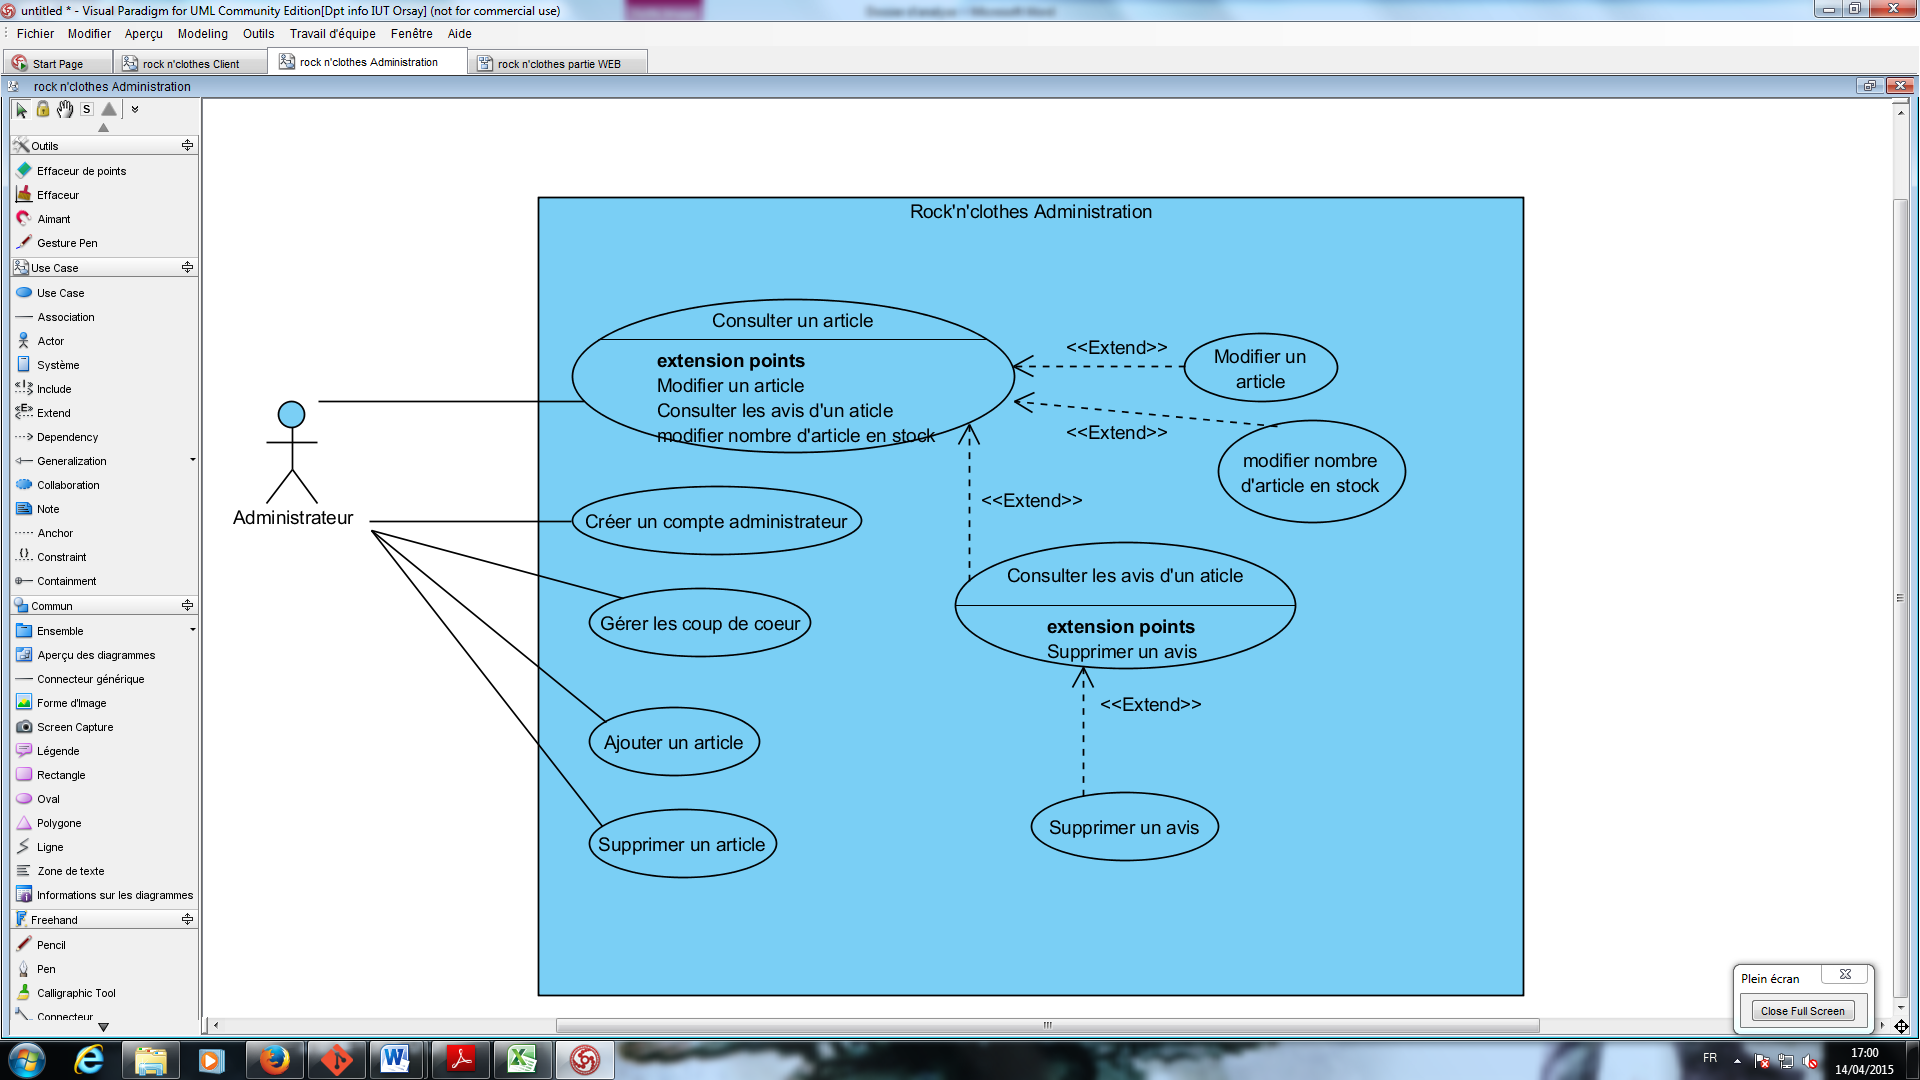 untitled * - Visual Paradigm for UML Community Edition[Dpt info IUT Orsay] (not for commercial use)
Fichier Modifier Aperçu Modeling Outils Travail d'équipe Fenêtre Aide
Start Page rock n'clothes Client rock n'clothes Administration rock n'clothes partie WEB
rock n'clothes Administration
S
Outils
Effaceur de points
Effaceur
Aimant
Gesture Pen
Use Case
Use Case
Association
Actor
Système
Include
Extend
Dependency
Generalization
Collaboration
Note
Anchor
Constraint
Containment
Commun
Ensemble
Aperçu des diagrammes
Connecteur générique
Forme d'Image
Screen Capture
Légende
Rectangle
Oval
Polygone
Ligne
Zone de texte
Informations sur les diagrammes
Freehand
Pencil
Pen
Calligraphic Tool
Connecteur
Rock'n'clothes Administration
Consulter un article
extension points
Modifier un article
Consulter les avis d'un aticle
modifier nombre d'article en stock
<<Extend>>
Modifier un
article
<<Extend>>
modifier nombre
d'article en stock
<<Extend>>
Administrateur
Créer un compte administrateur
Consulter les avis d'un aticle
extension points
Supprimer un avis
Gérer les coup de coeur
<<Extend>>
Ajouter un article
Supprimer un avis
Supprimer un article
Plein écran
Close Full Screen
FR
17:00
14/04/2015